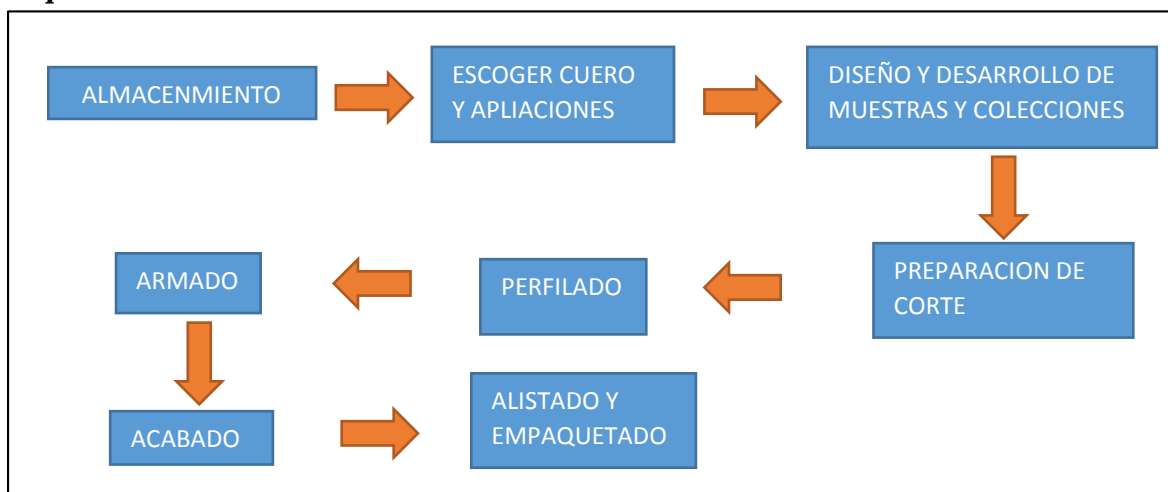 ALMACENMIENTO
ESCOGER CUERO
Y APLIACIONES
DISEÑO Y DESARROLLO DE
MUESTRAS Y COLECCIONES
PREPARACION DE
CORTE
PERFILADO
ARMADO
ACABADO
ALISTADO Y
EMPAQUETADO